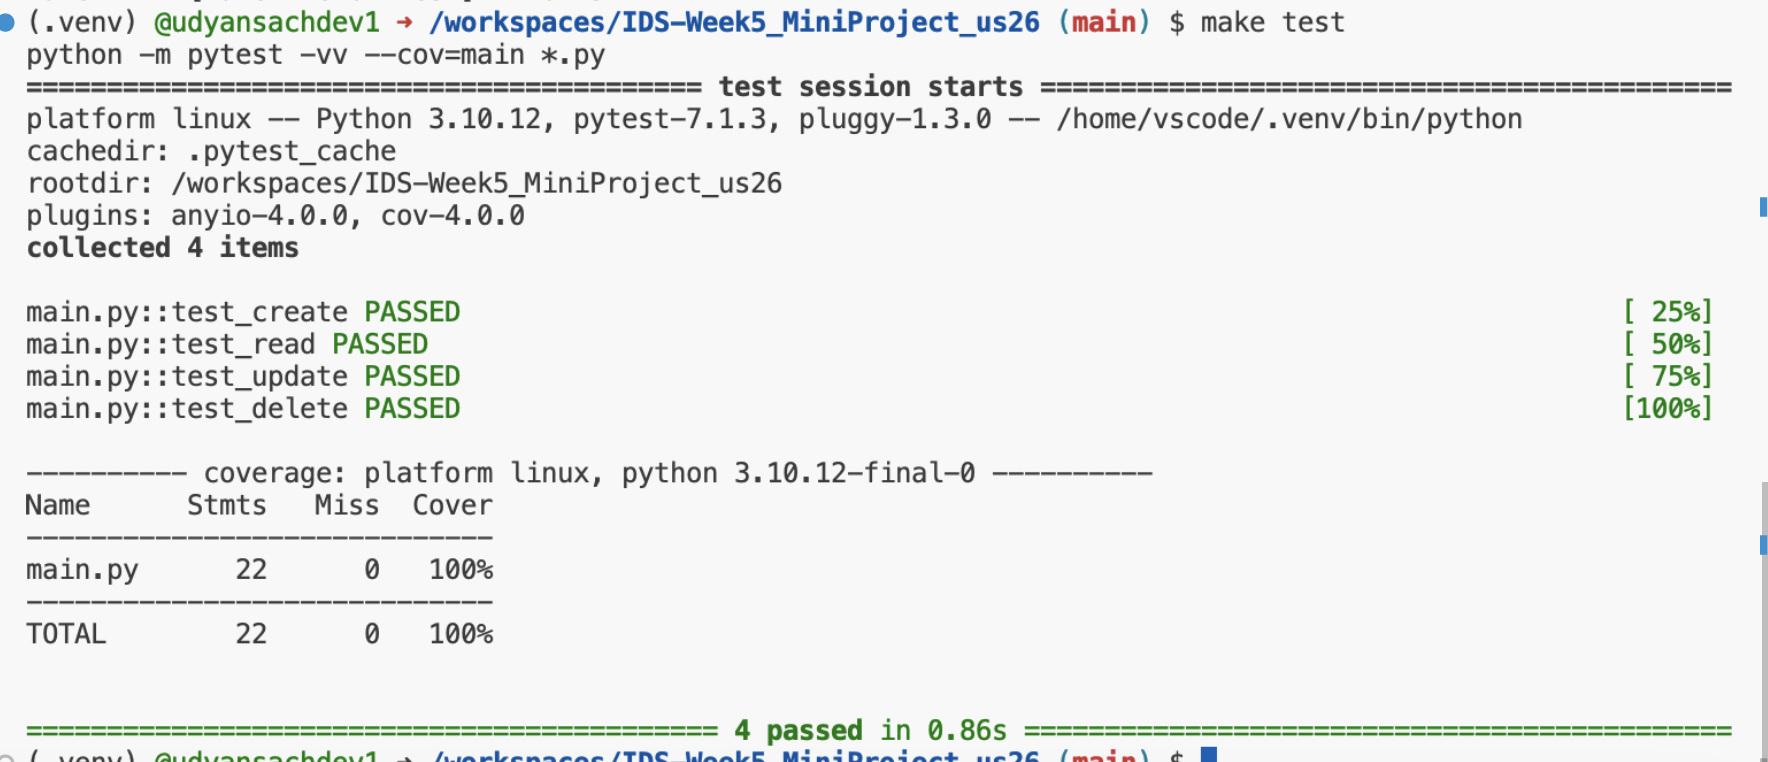 (.venv) @udyansachdev1 → /workspaces/IDS-Week5_MiniProject_us26 (main) $ make test
python -m pytest -vv --cov=main *.py
========================================== test session starts ===========================================
platform linux -- Python 3.10.12, pytest-7.1.3, pluggy-1.3.0 -- /home/vscode/.venv/bin/python
cachedir: .pytest_cache
rootdir: /workspaces/IDS-Week5_MiniProject_us26
plugins: anyio-4.0.0, cov-4.0.0
collected 4 items
main.py::test_create PASSED [ 25%]
main.py::test_read PASSED [ 50%]
main.py::test_update PASSED [ 75%]
main.py::test_delete PASSED [100%]
---------- coverage: platform linux, python 3.10.12-final-0 ----------
Name      Stmts   Miss  Cover
-----------------------------
main.py      22      0   100%
-----------------------------
TOTAL        22      0   100%
=========================================== 4 passed in 0.86s ============================================
(.venv) @udyansachdev1 → /workspaces/IDS-Week5_MiniProject_us26 (main) $